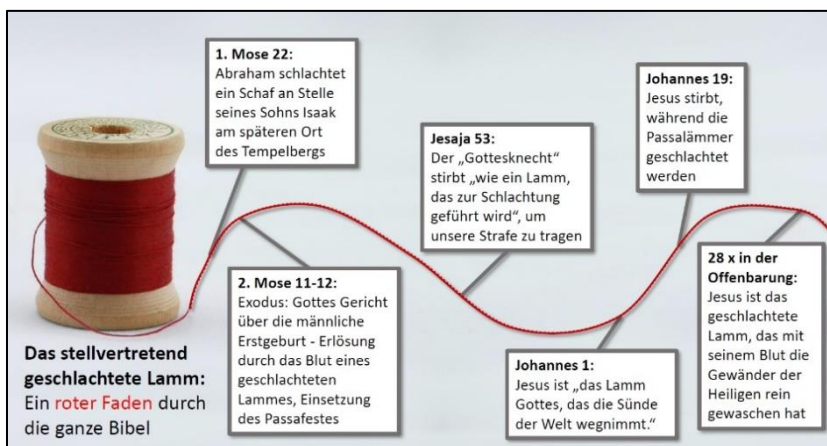 1. Mose 22:
Abraham schlachtet
ein Schaf an Stelle
seines Sohns Isaak
am späteren Ort
des Tempelbergs
2. Mose 11-12:
Exodus: Gottes Gericht
über die männliche
Erstgeburt - Erlösung
durch das Blut eines
geschlachteten
Lammes, Einsetzung
des Passafestes
Jesaja 53:
Der „Gottesknecht“
stirbt „wie ein Lamm,
das zur Schlachtung
geführt wird“, um
unsere Strafe zu tragen
Johannes 1:
Jesus ist „das Lamm
Gottes, das die Sünde
der Welt wegnimmt.“
Johannes 19:
Jesus stirbt,
während die
Passalämmer
geschlachtet
werden
28 x in der
Offenbarung:
Jesus ist das
geschlachtete
Lamm, das mit
seinem Blut die
Gewänder der
Heiligen rein
gewaschen hat
Das stellvertretend
geschlachtete Lamm:
Ein roter Faden durch
die ganze Bibel